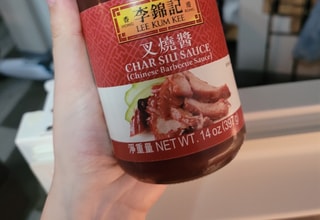 李錦記
LEE KUM KEE
叉燒醬
CHAR SIU SAUCE
(Chinese Barbecue Sauce)
淨重量 NET WT. 14 oz (397 g)